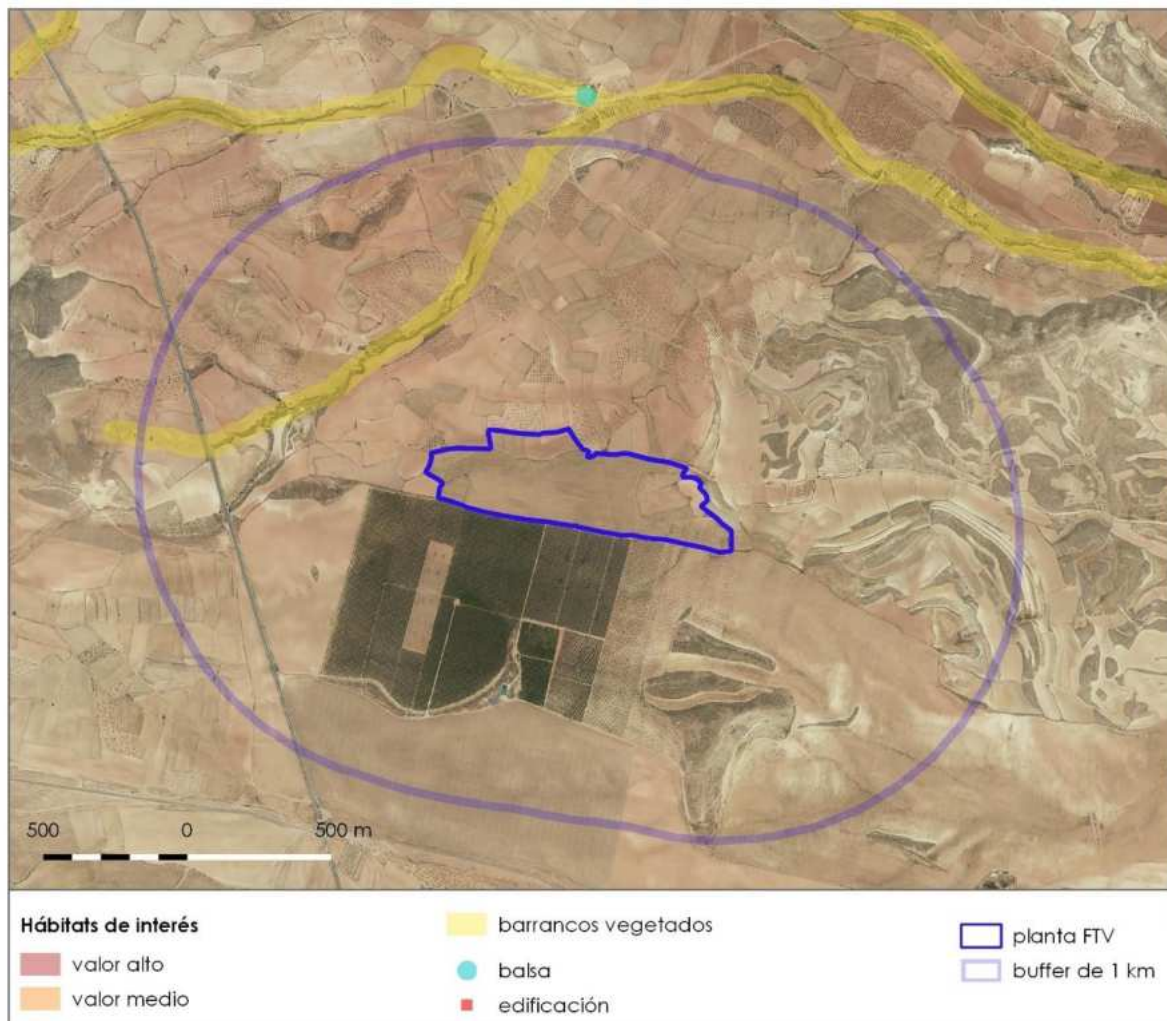 500 0 500 m
Hábitats de interés
valor alto
valor medio
barrancos vegetados
balsa
edificación
planta FTV
buffer de 1 km